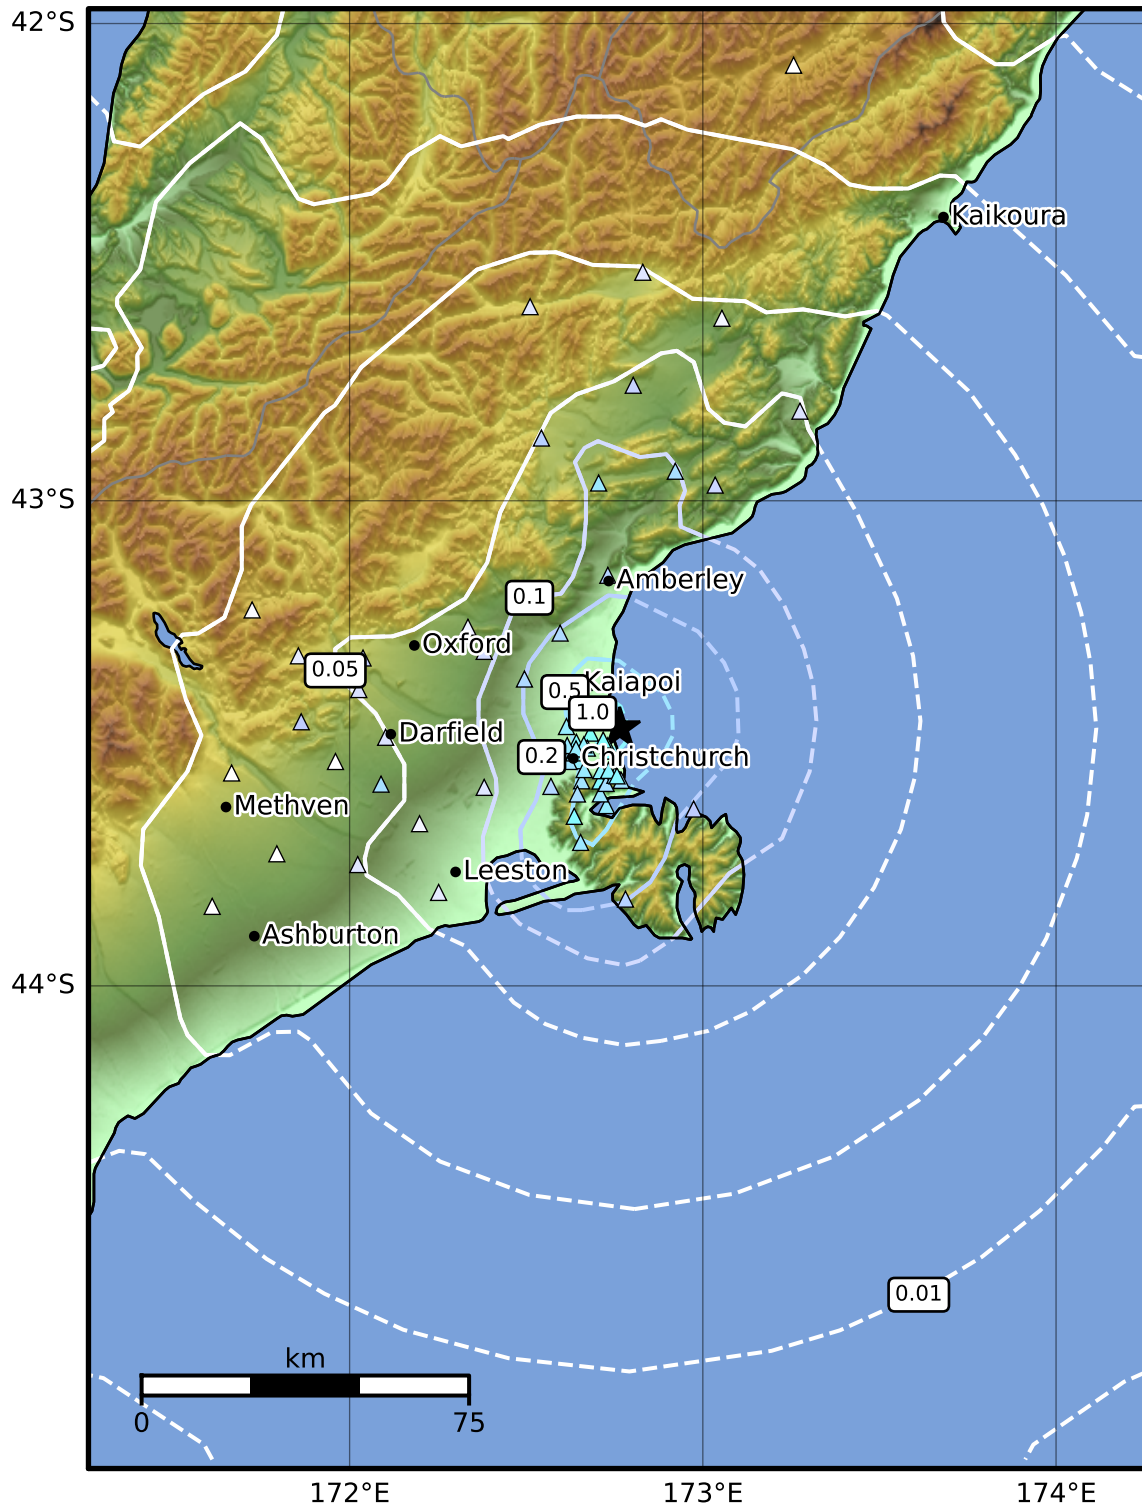 42°S
Kaikoura
43°S
Amberley
0.1
Oxford
0.05
Kaiapoi
0.5
1.0
Darfield
0.2
Christchurch
Methven
Leeston
Ashburton
44°S
0.01
km
0
75
172°E
173°E
174°E